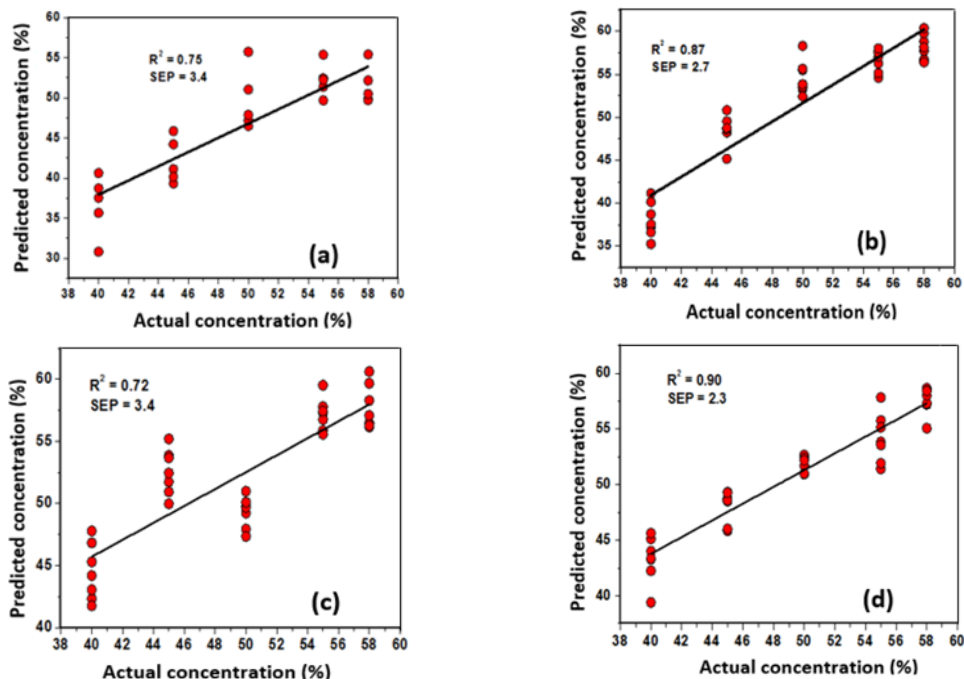 60
55
50
45
40
35
30
Predicted concentration (%)
R² = 0.75
SEP = 3.4
(a)
38 40 42 44 46 48 50 52 54 56 58 60
Actual concentration (%)
60
55
50
45
40
35
Predicted concentration (%)
R² = 0.87
SEP = 2.7
(b)
38 40 42 44 46 48 50 52 54 56 58 60
Actual concentration (%)
60
55
50
45
40
Predicted concentration (%)
R² = 0.72
SEP = 3.4
(c)
38 40 42 44 46 48 50 52 54 56 58 60
Actual concentration (%)
60
55
50
45
40
Predicted concentration (%)
R² = 0.90
SEP = 2.3
(d)
38 40 42 44 46 48 50 52 54 56 58 60
Actual concentration (%)